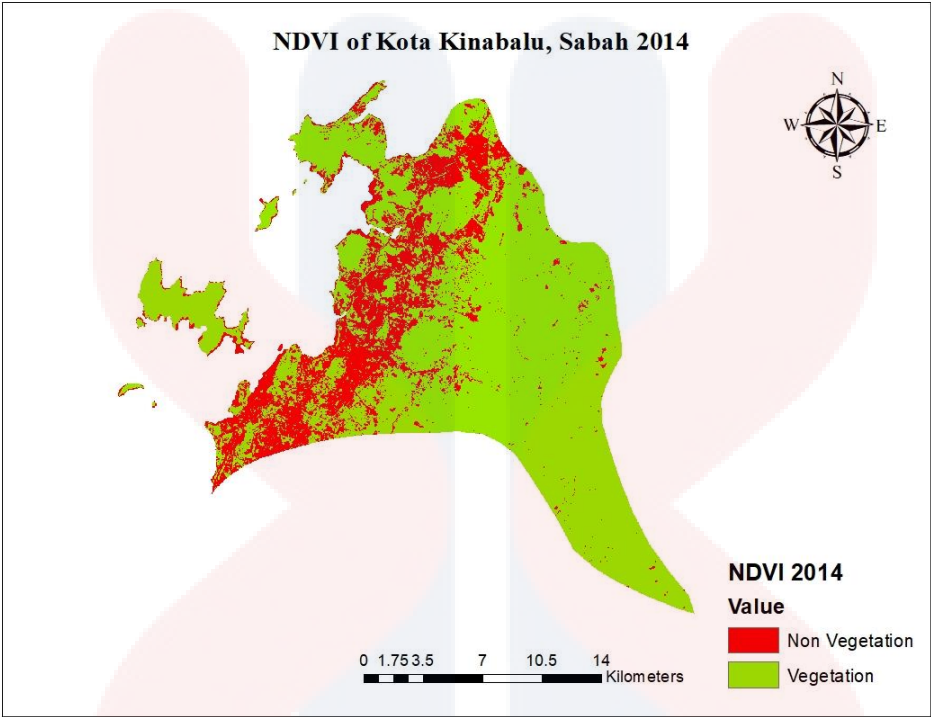 NDVI of Kota Kinabalu, Sabah 2014
N
W E
S
NDVI 2014
Value
Non Vegetation
Vegetation
0 1.75 3.5 7 10.5 14
Kilometers